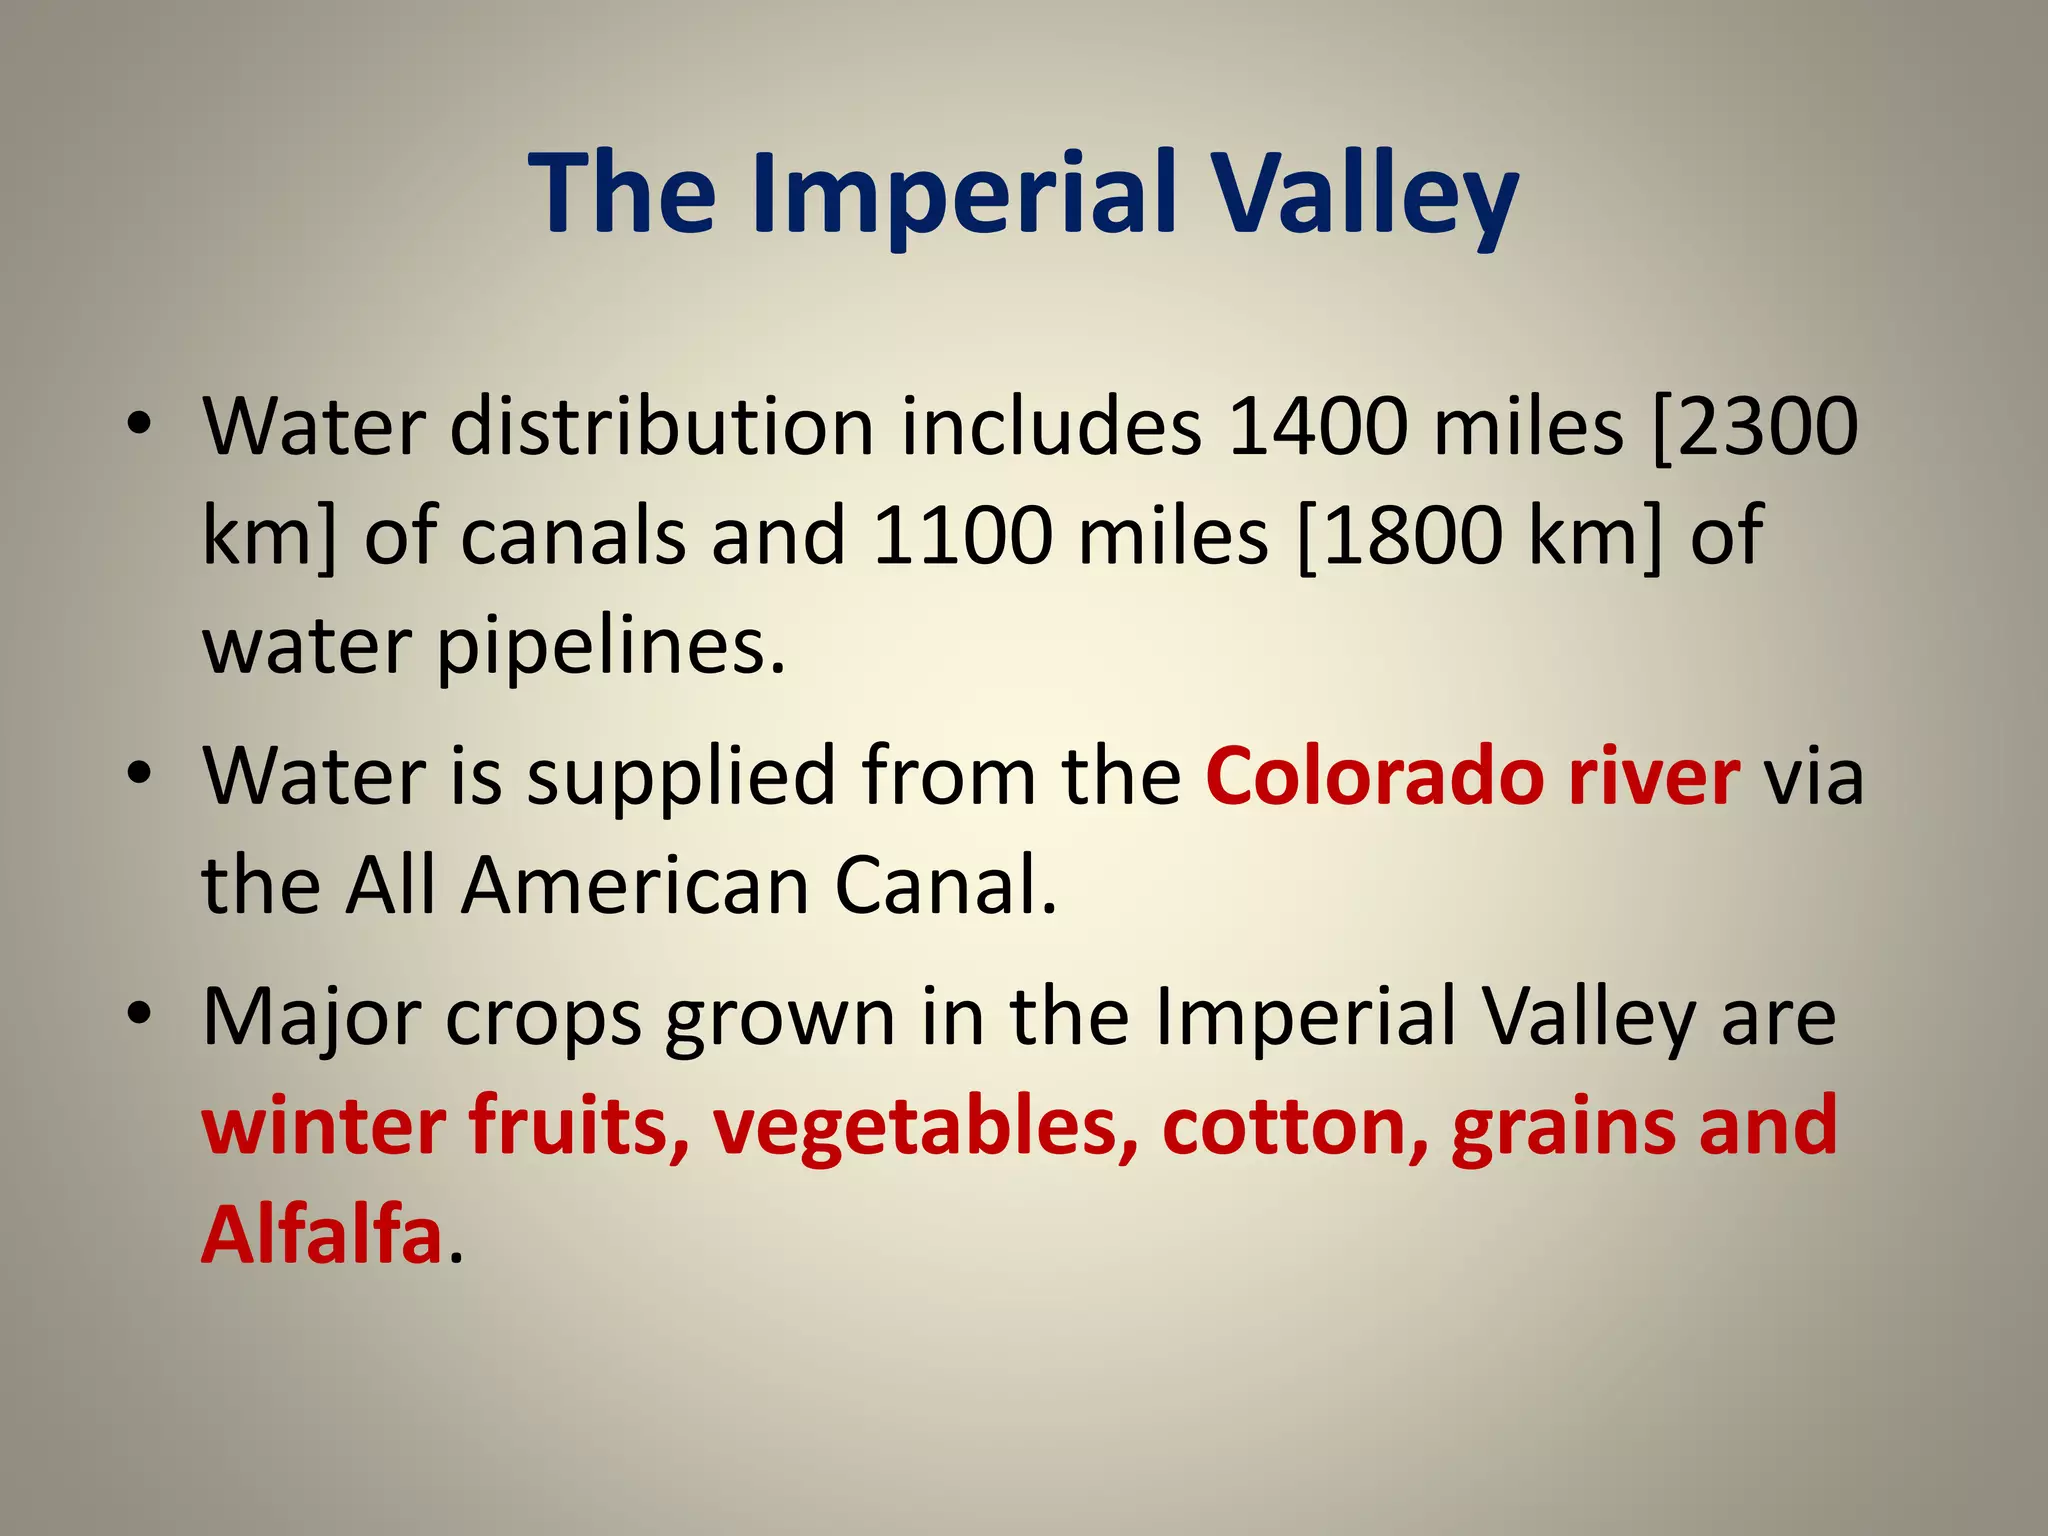 The Imperial Valley
• Water distribution includes 1400 miles [2300
km] of canals and 1100 miles [1800 km] of
water pipelines.
• Water is supplied from the Colorado river via
the All American Canal.
• Major crops grown in the Imperial Valley are
winter fruits, vegetables, cotton, grains and
Alfalfa.